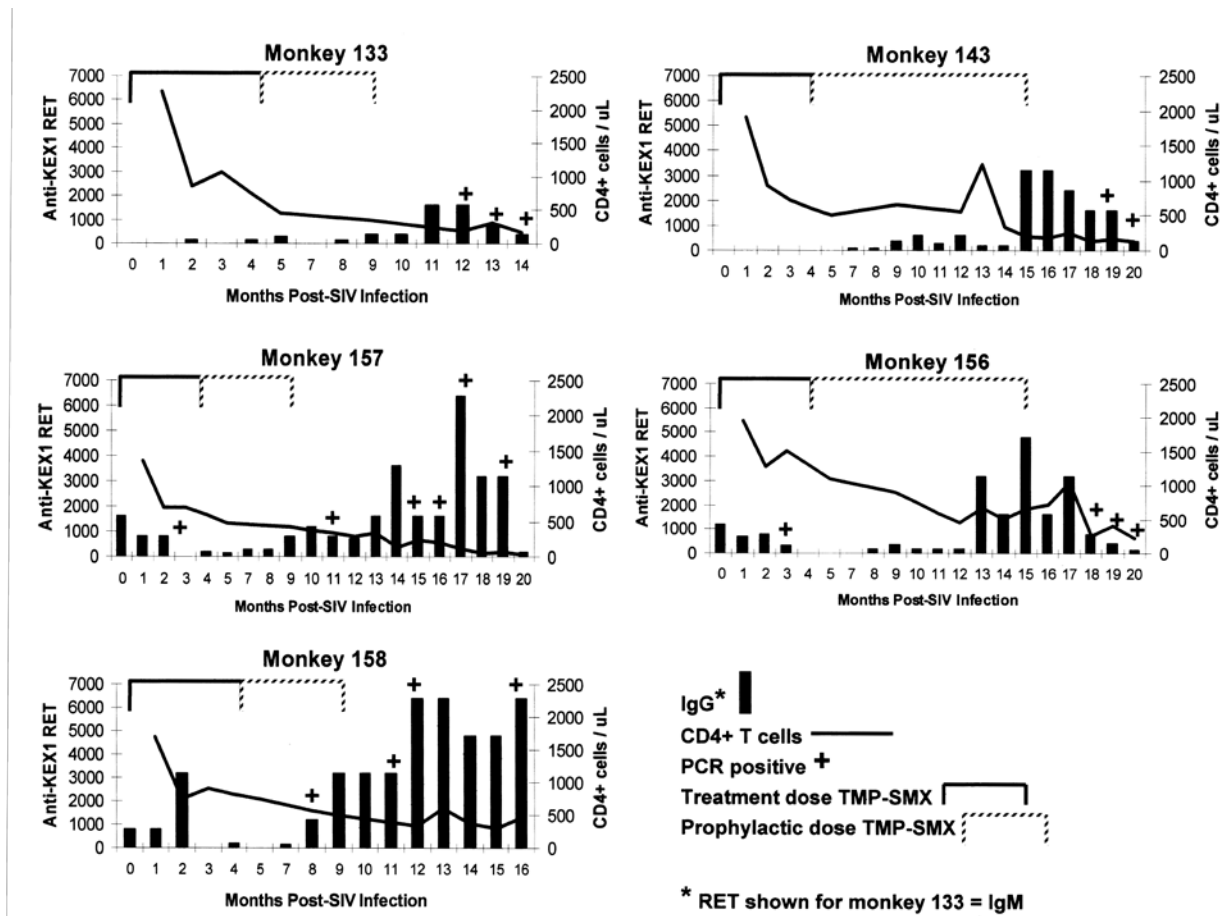 Monkey 133
7000
6000
5000
4000
3000
2000
1000
0
Anti-KEX1 RET
2500
2000
1500
1000
500
0
CD4+ cells / uL
+ + +
0 1 2 3 4 5 8 9 10 11 12 13 14
Months Post-SIV Infection
Monkey 143
7000
6000
5000
4000
3000
2000
1000
0
Anti-KEX1 RET
2500
2000
1500
1000
500
0
CD4+ cells / uL
+ +
0 1 2 3 4 5 7 8 9 10 11 12 13 14 15 16 17 18 19 20
Months Post-SIV Infection
Monkey 157
7000
6000
5000
4000
3000
2000
1000
0
Anti-KEX1 RET
2500
2000
1500
1000
500
0
CD4+ cells / uL
+ + + + + +
0 1 2 3 4 5 7 8 9 10 11 12 13 14 15 16 17 18 19 20
Months Post-SIV Infection
Monkey 156
7000
6000
5000
4000
3000
2000
1000
0
Anti-KEX1 RET
2500
2000
1500
1000
500
0
CD4+ cells / uL
+ + + +
0 1 2 3 4 5 7 8 9 10 11 12 13 14 15 16 17 18 19 20
Months Post-SIV Infection
Monkey 158
7000
6000
5000
4000
3000
2000
1000
0
Anti-KEX1 RET
2500
2000
1500
1000
500
0
CD4+ cells / uL
+ + + +
0 1 2 3 4 5 7 8 9 10 11 12 13 14 15 16
Months Post-SIV Infection
IgG*
CD4+ T cells
PCR positive +
Treatment dose TMP-SMX
Prophylactic dose TMP-SMX
* RET shown for monkey 133 = IgM